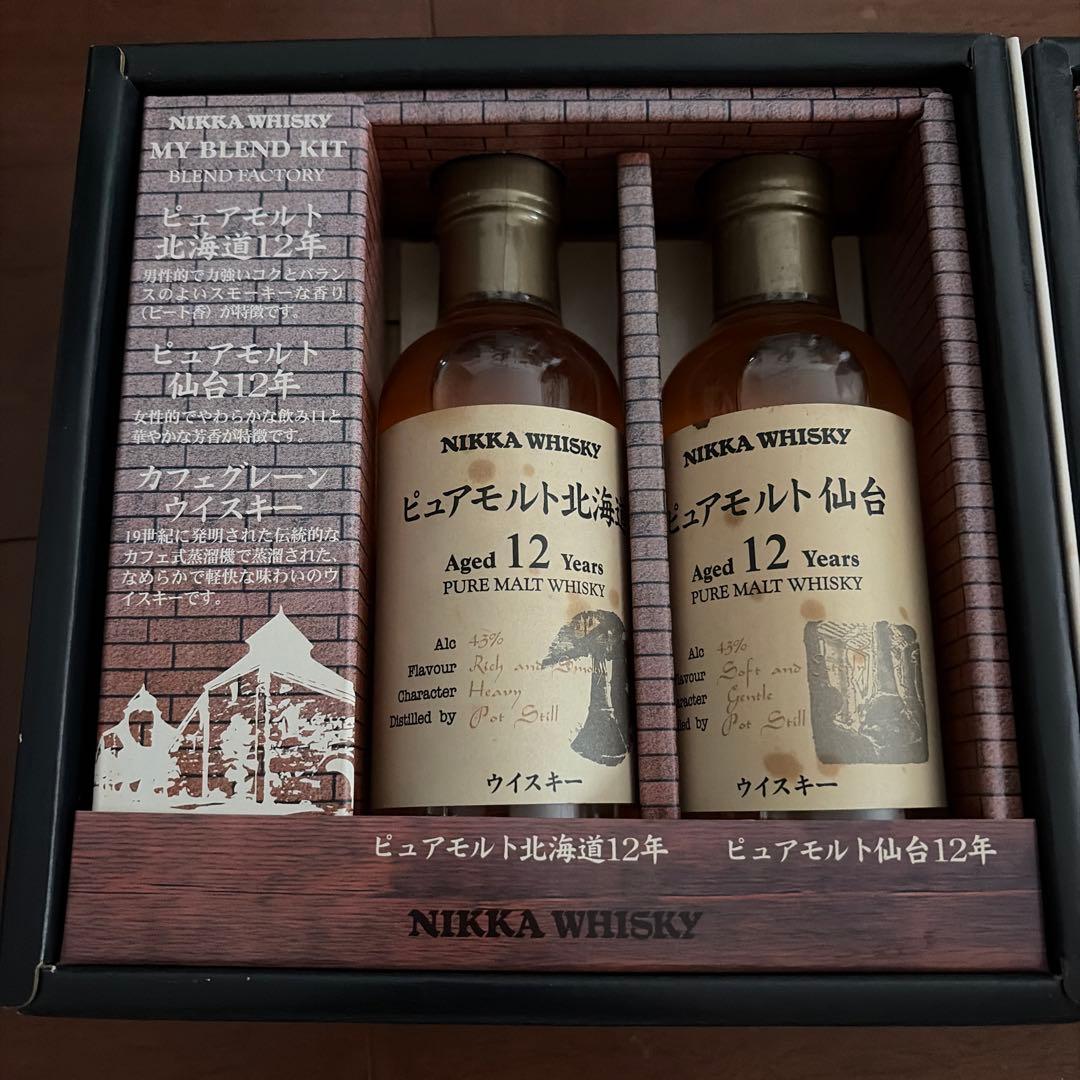 NIKKA WHISKY
MY BLEND KIT
BLEND FACTORY
ピュアモルト
北海道12年
男性的で力強いコクとバラン
スのよいスモーキーな香り
(ピート香)が特徴です。
ピュアモルト
仙台12年
女性的でやわらかな飲み口と
華やかな芳香が特徴です。
カフェグレーン
ウイスキー
19世紀に発明された伝統的な
カフェ式蒸溜機で蒸溜された、
なめらかで軽快な味わいのウ
イスキーです。
NIKKA WHISKY
ピュアモルト北海道
Aged 12 Years
PURE MALT WHISKY
Alc 43%
Flavour Rich and Smo
Character Heavy
Distilled by Pot Still
ウイスキー
NIKKA WHISKY
ピュアモルト仙台
Aged 12 Years
PURE MALT WHISKY
Alc 43%
lavour Soft and
aracter Gentle
lled by Pot Still
ウイスキー
ピュアモルト北海道12年
ピュアモルト仙台12年
NIKKA WHISKY